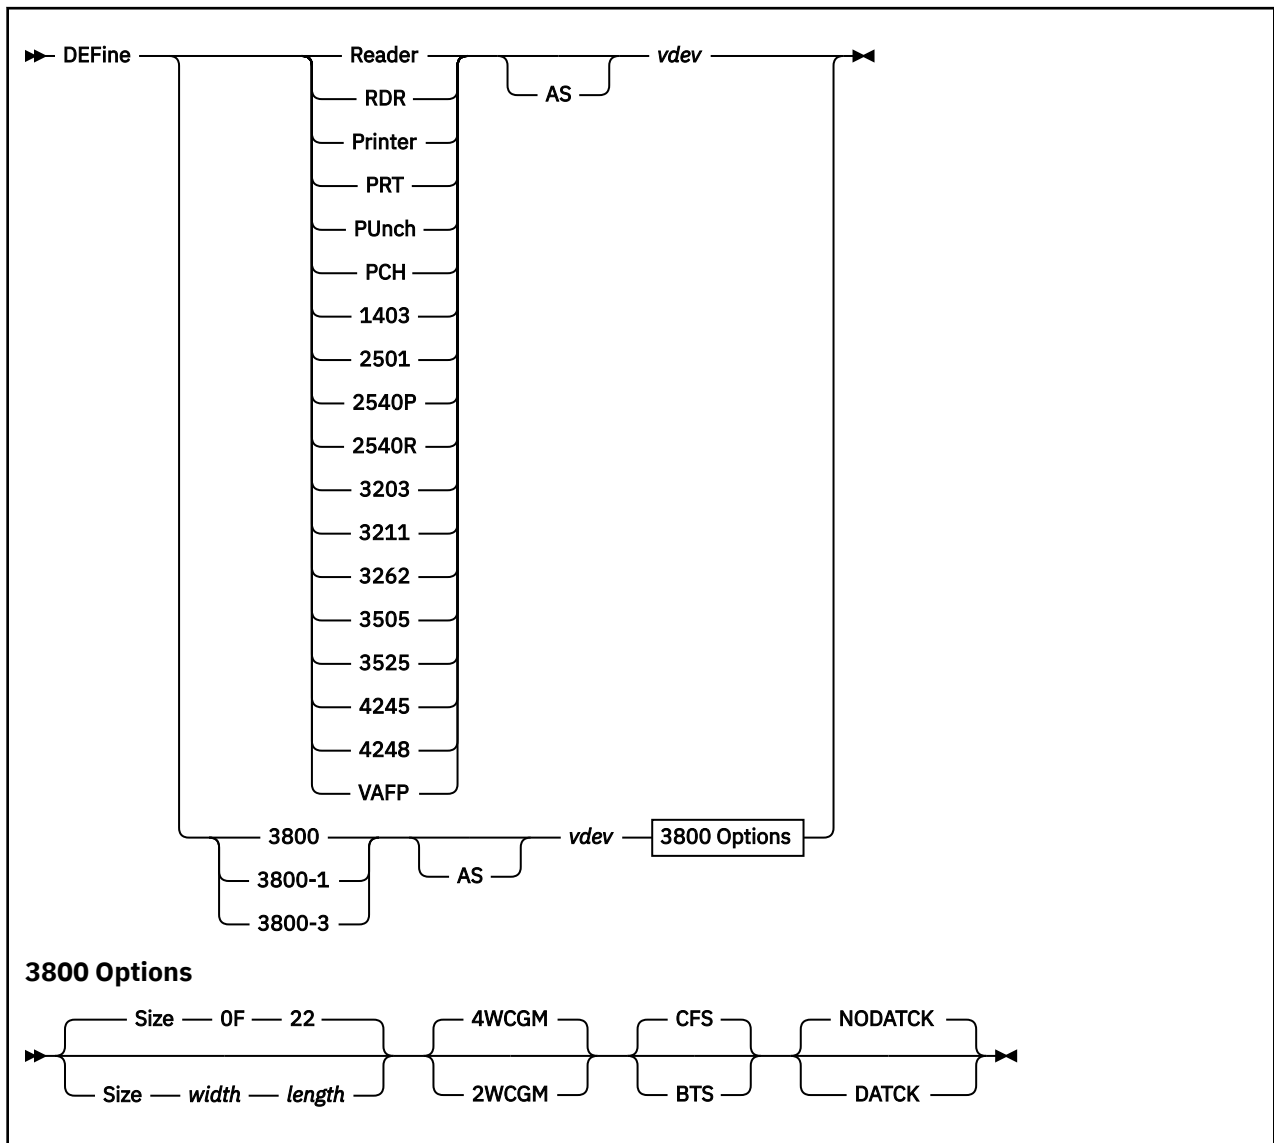 DEFine Reader AS vdev
RDR
Printer
PRT
PUnch
PCH
1403
2501
2540P
2540R
3203
3211
3262
3505
3525
4245
4248
VAFP
3800 AS vdev 3800 Options
3800-1
3800-3
3800 Options
Size 0F 22 4WCGM CFS NODATCK
Size width length 2WCGM BTS DATCK